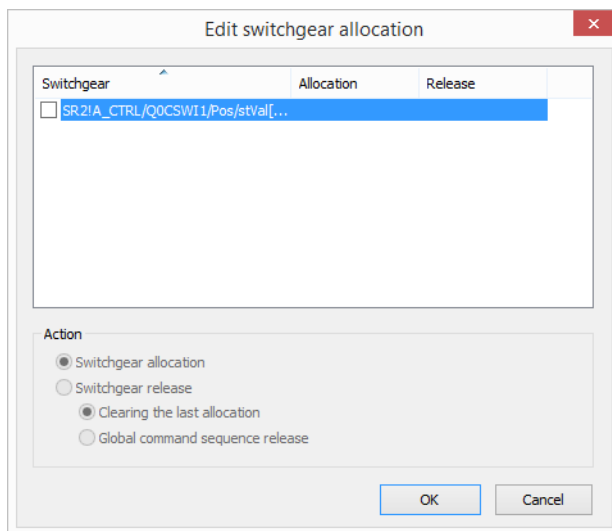 Edit switchgear allocation
Switchgear Allocation Release
SR2!A_CTRL/Q0CSWI1/Pos/stVal[...
Action
Switchgear allocation
Switchgear release
Clearing the last allocation
Global command sequence release
OK Cancel